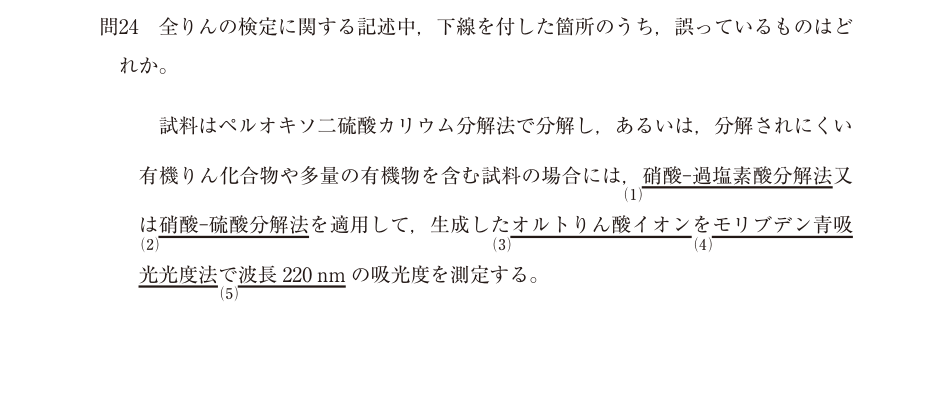 問24 全りんの検定に関する記述中，下線を付した箇所のうち，誤っているものはど
れか。
試料はペルオキソ二硫酸カリウム分解法で分解し，あるいは，分解されにくい
有機りん化合物や多量の有機物を含む試料の場合には，硝酸−過塩素酸分解法又
(1)
は硝酸−硫酸分解法を適用して，生成したオルトりん酸イオンをモリブデン青吸
(2) (3) (4)
光光度法で波長 220 nm の吸光度を測定する。
(5)